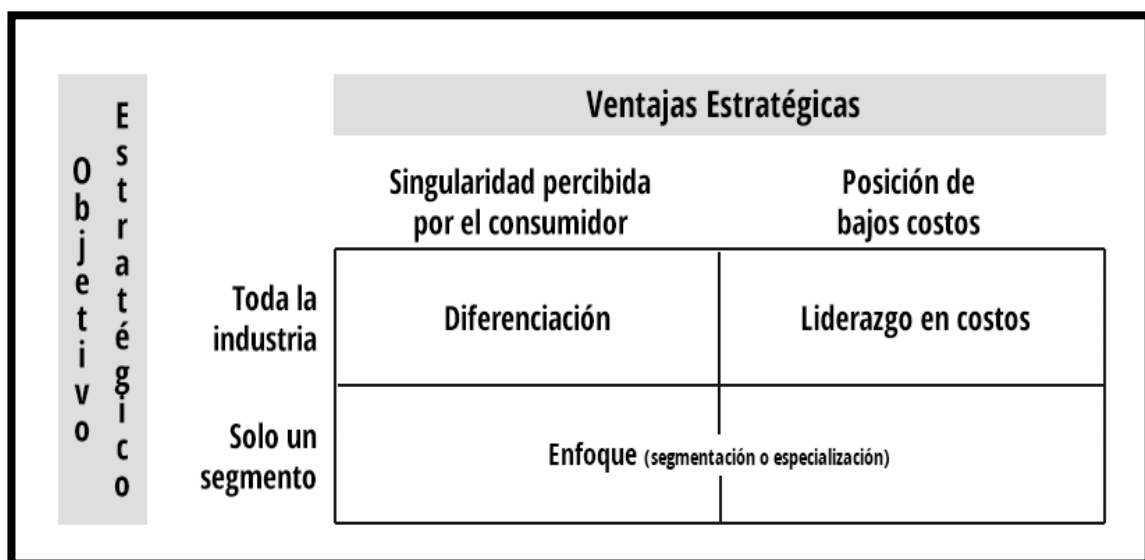 Objetivo
Estratégico
Ventajas Estratégicas
Singularidad percibida
por el consumidor
Posición de
bajos costos
Toda la
industria
Diferenciación
Liderazgo en costos
Solo un
segmento
Enfoque (segmentación o especialización)